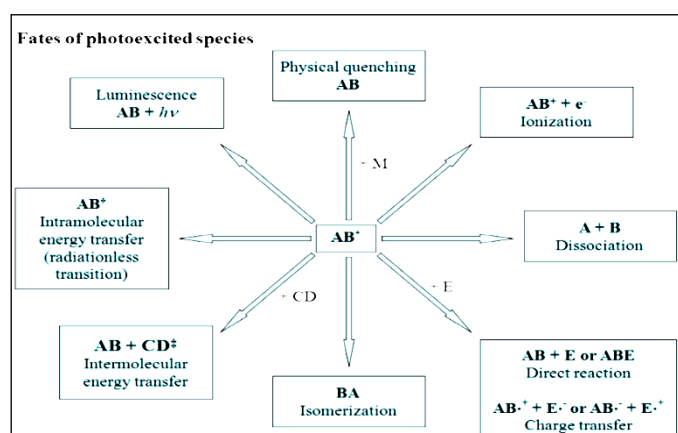 Fates of photoexcited species
Physical quenching
AB
Luminescence
AB + hν
AB⁺ + e⁻
Ionization
+ M
AB⁺
Intramolecular
energy transfer
(radiationless
transition)
AB*
A + B
Dissociation
+ CD
+ E
AB + CD‡
Intermolecular
energy transfer
BA
Isomerization
AB + E or ABE
Direct reaction
AB·⁺ + E·⁻ or AB·⁻ + E·⁺
Charge transfer